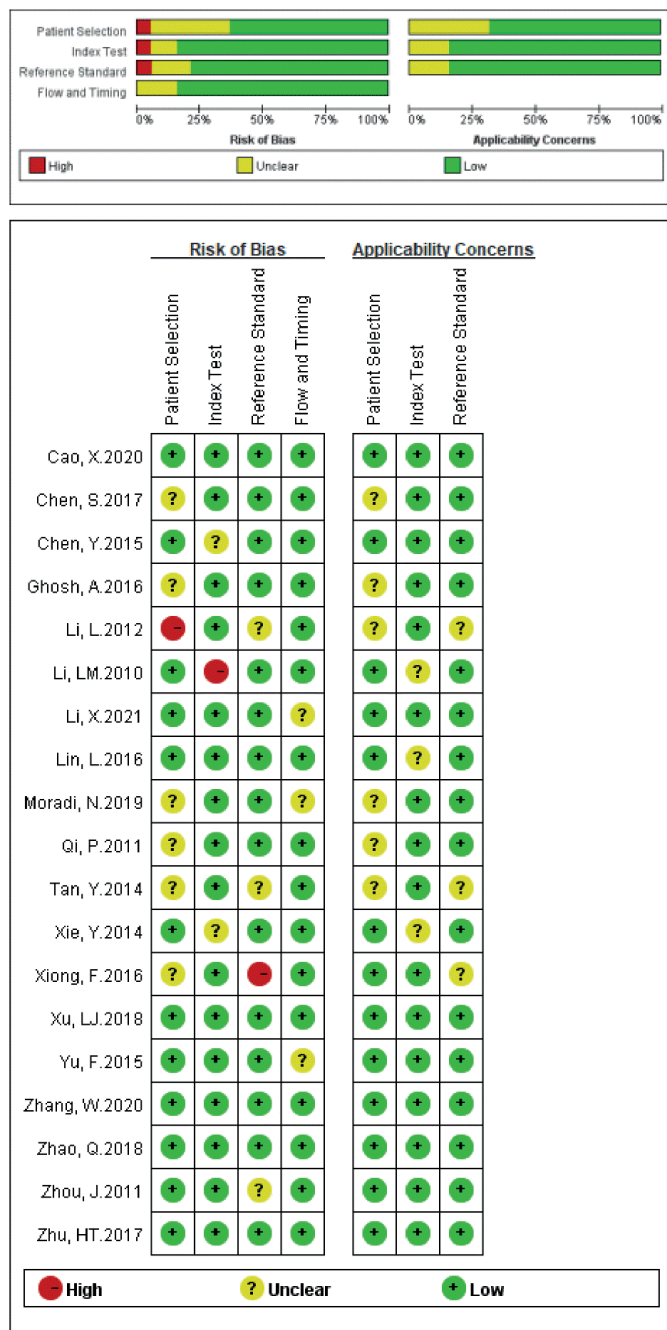 Patient Selection
Index Test
Reference Standard
Flow and Timing
0% 25% 50% 75% 100% 0% 25% 50% 75% 100%
Risk of Bias Applicability Concerns
High Unclear Low
Risk of Bias Applicability Concerns
Patient Selection Index Test Reference Standard Flow and Timing Patient Selection Index Test Reference Standard
Cao, X.2020 + + + + + + +
Chen, S.2017 ? + + + ? + +
Chen, Y.2015 + ? + + + + +
Ghosh, A.2016 ? + + + ? + +
Li, L.2012 - + ? + ? + ?
Li, LM.2010 + - + + + ? +
Li, X.2021 + + + ? + + +
Lin, L.2016 + + + + + ? +
Moradi, N.2019 ? + + ? ? + +
Qi, P.2011 ? + + + ? + +
Tan, Y.2014 ? + ? + ? + ?
Xie, Y.2014 + ? + + + ? +
Xiong, F.2016 ? + - + + + ?
Xu, LJ.2018 + + + + + + +
Yu, F.2015 + + + ? + + +
Zhang, W.2020 + + + + + + +
Zhao, Q.2018 + + + + + + +
Zhou, J.2011 + + ? + + + +
Zhu, HT.2017 + + + + + + +
- High ? Unclear + Low